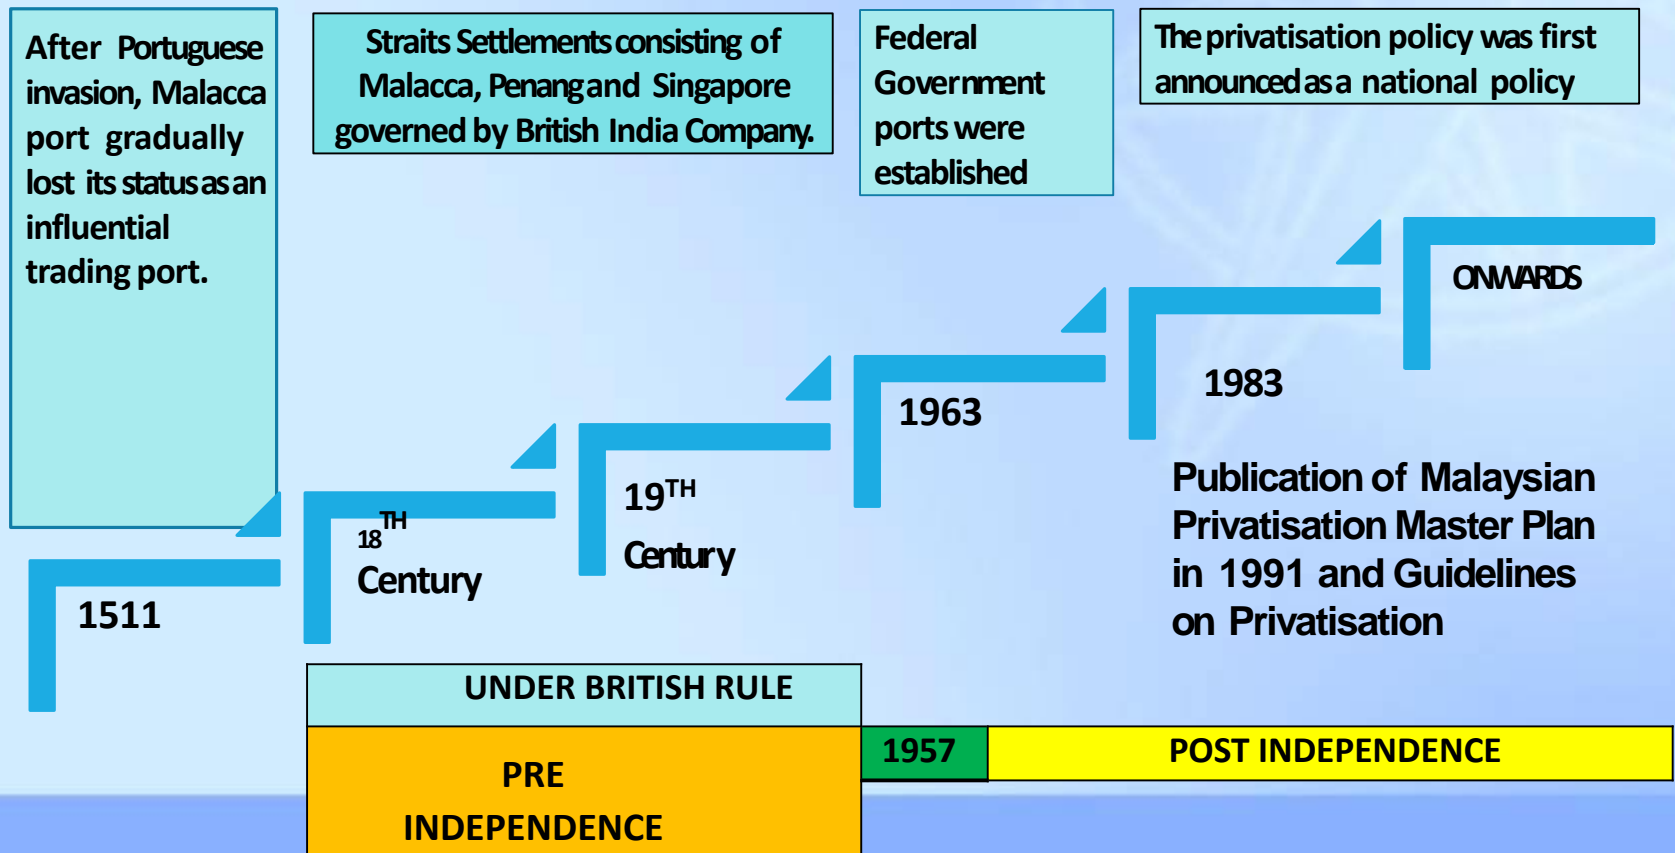 After Portuguese
invasion, Malacca
port gradually
lost its status as an
influential
trading port.
Straits Settlements consisting of
Malacca, Penang and Singapore
governed by British India Company.
Federal
Government
ports were
established
The privatisation policy was first
announced as a national policy
ONWARDS
1983
1963
19TH
Century
18TH
Century
1511
Publication of Malaysian
Privatisation Master Plan
in 1991 and Guidelines
on Privatisation
UNDER BRITISH RULE
PRE
INDEPENDENCE
1957
POST INDEPENDENCE